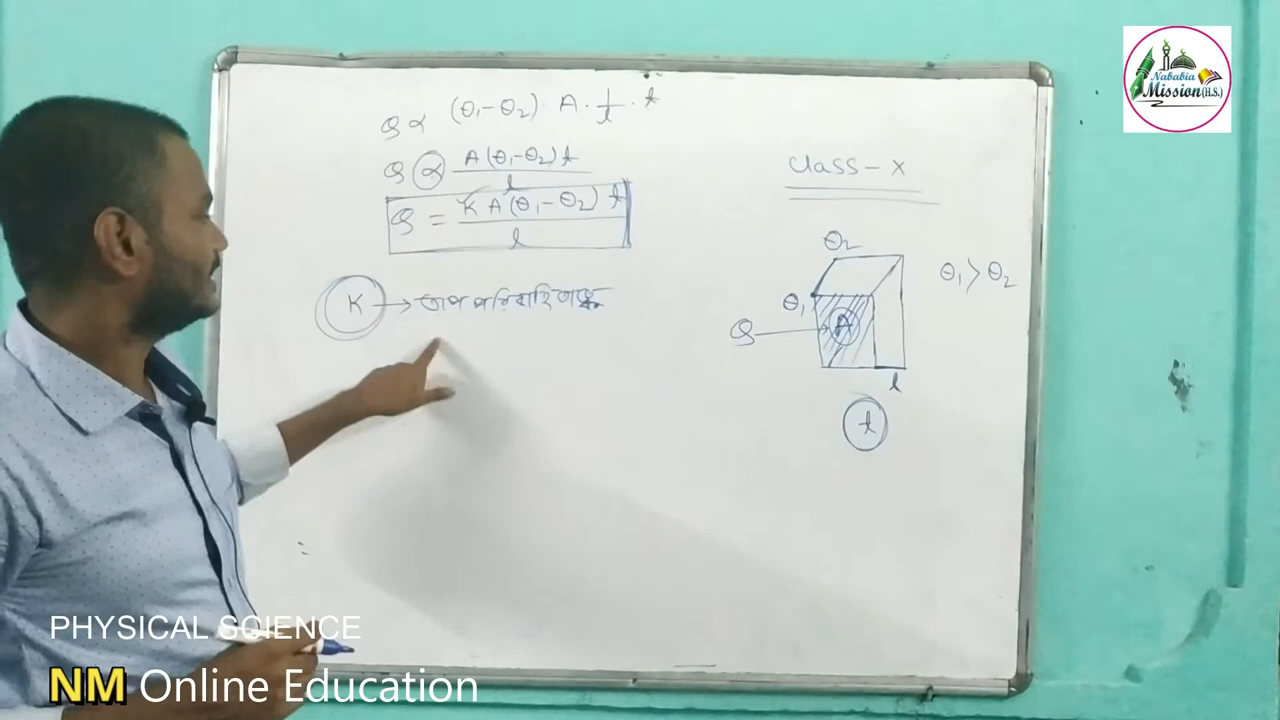 Q ∝ (θ₁-θ₂) · A · 1/l · t
Q ∝ A(θ₁-θ₂)t/l
Q = KA(θ₁-θ₂)t/l
K → তাপ পরিবাহিতাঙ্ক
Class - X
θ₂
θ₁ > θ₂
θ₁
Q → A
l
t
Nababia
Mission(H.S.)
PHYSICAL SCIENCE
NM Online Education